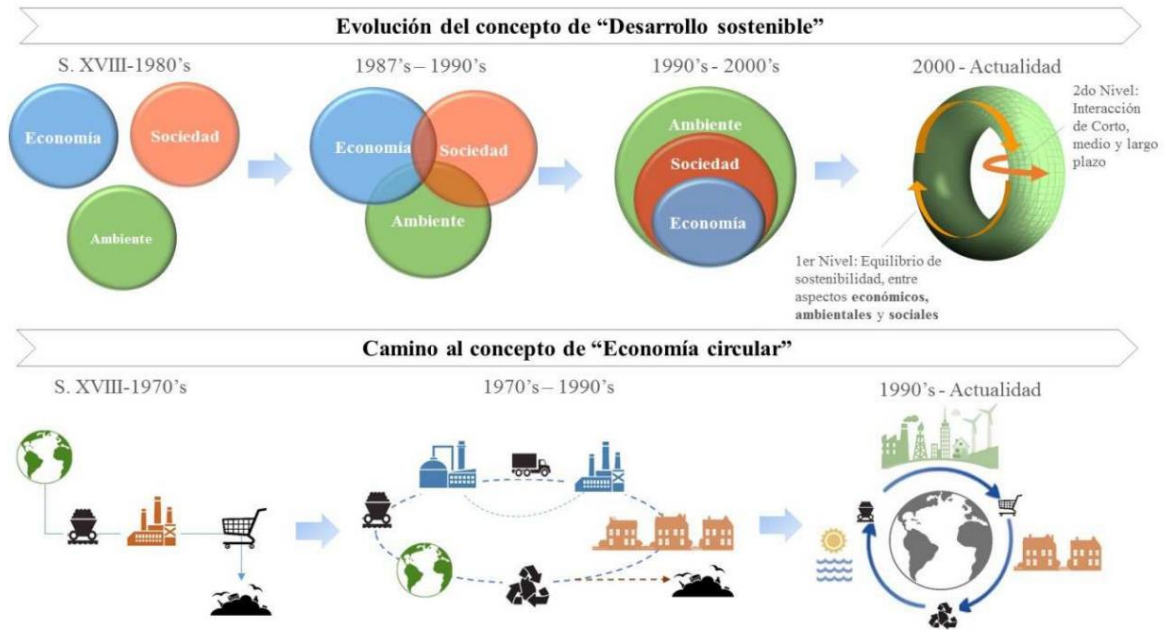 Evolución del concepto de “Desarrollo sostenible”
S. XVIII-1980’s
1987’s – 1990’s
1990’s - 2000’s
2000 - Actualidad
Economía
Sociedad
Ambiente
Economía
Sociedad
Ambiente
Ambiente
Sociedad
Economía
2do Nivel:
Interacción
de Corto,
medio y largo
plazo
1er Nivel: Equilibrio de
sostenibilidad, entre
aspectos económicos,
ambientales y sociales
Camino al concepto de “Economía circular”
S. XVIII-1970’s
1970’s – 1990’s
1990’s - Actualidad